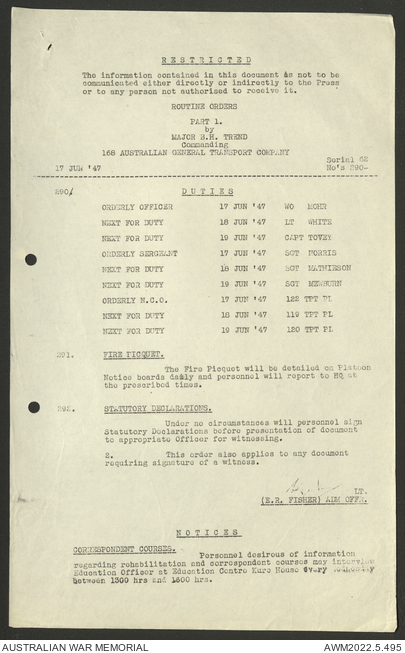 RESTRICTED
The information contained in this document is not to be
communicated either directly or indirectly to the Press
or to any person not authorized to receive it.
ROUTINE ORDERS
PART 1.
by
MAJOR S.H. TREND
Commanding
168 AUSTRALIAN GENERAL TRANSPORT COMPANY
Serial 62
17 JUN '47 No's 290-
290 DUTIES
ORDERLY OFFICER 17 JUN '47 WO MOHR
NEXT FOR DUTY 18 JUN '47 LT WHITE
NEXT FOR DUTY 19 JUN '47 CAPT TOVEY
ORDERLY SERGEANT 17 JUN '47 SGT NORRIS
NEXT FOR DUTY 18 JUN '47 SGT MATHIESON
NEXT FOR DUTY 19 JUN '47 SGT MEWBURN
ORDERLY N.C.O. 17 JUN '47 122 TPT PL
NEXT FOR DUTY 18 JUN '47 119 TPT PL
NEXT FOR DUTY 19 JUN '47 120 TPT PL
291. FIRE PICQUET.
The Fire Picquet will be detailed on Platoon
Notice boards daily and personnel will report to HQ at
the prescribed times.
292. STATUTORY DECLARATIONS.
Under no circumstances will personnel sign
Statutory Declarations before presentation of document
to appropriate Officer for witnessing.
2. This order also applies to any document
requiring signature of a witness.
LT.
(E.R. FISHER) ADM OFFR.
NOTICES
CORRESPONDENT COURSES.
Personnel desirous of information
regarding rehabilitation and correspondent courses may interview
Education Officer at Education Centre Kure House every
between 1300 hrs and 1600 hrs.
AUSTRALIAN WAR MEMORIAL AWM2022.5.495